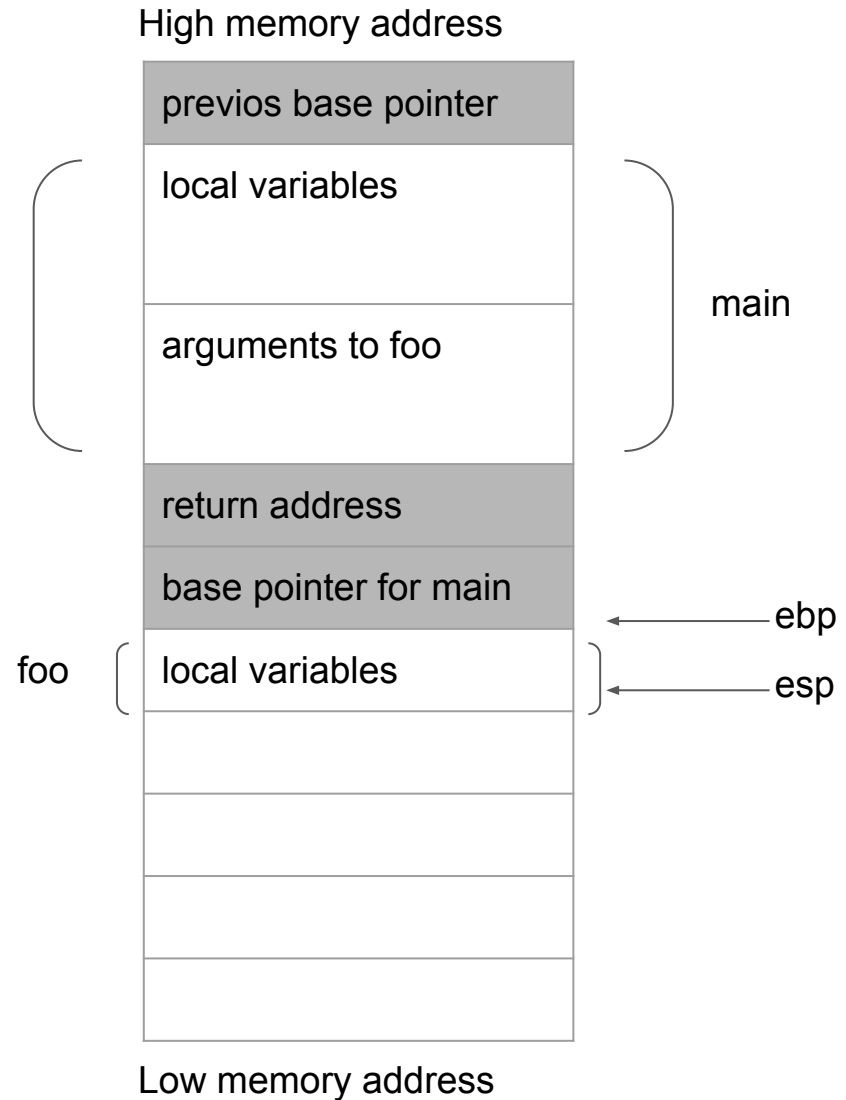 High memory address
previos base pointer
local variables
main
arguments to foo
return address
base pointer for main
ebp
foo
local variables
esp
Low memory address